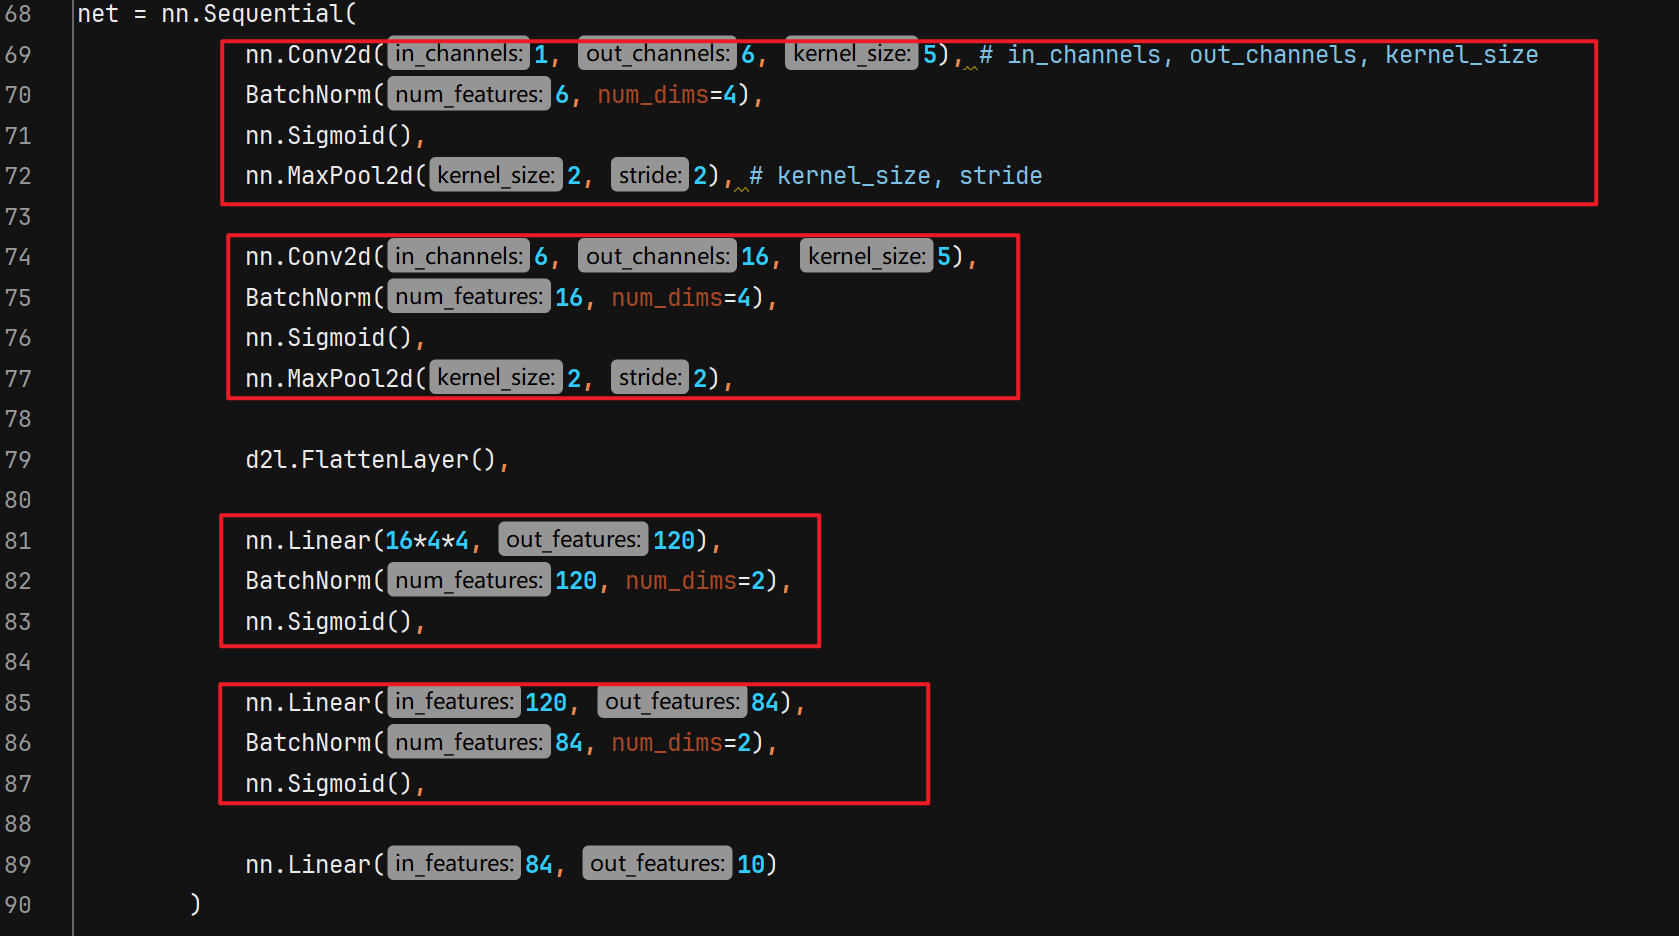 68 net = nn.Sequential(
69 nn.Conv2d(in_channels: 1, out_channels: 6, kernel_size: 5), # in_channels, out_channels, kernel_size
70 BatchNorm(num_features: 6, num_dims=4),
71 nn.Sigmoid(),
72 nn.MaxPool2d(kernel_size: 2, stride: 2), # kernel_size, stride
73
74 nn.Conv2d(in_channels: 6, out_channels: 16, kernel_size: 5),
75 BatchNorm(num_features: 16, num_dims=4),
76 nn.Sigmoid(),
77 nn.MaxPool2d(kernel_size: 2, stride: 2),
78
79 d2l.FlattenLayer(),
80
81 nn.Linear(16*4*4, out_features: 120),
82 BatchNorm(num_features: 120, num_dims=2),
83 nn.Sigmoid(),
84
85 nn.Linear(in_features: 120, out_features: 84),
86 BatchNorm(num_features: 84, num_dims=2),
87 nn.Sigmoid(),
88
89 nn.Linear(in_features: 84, out_features: 10)
90 )